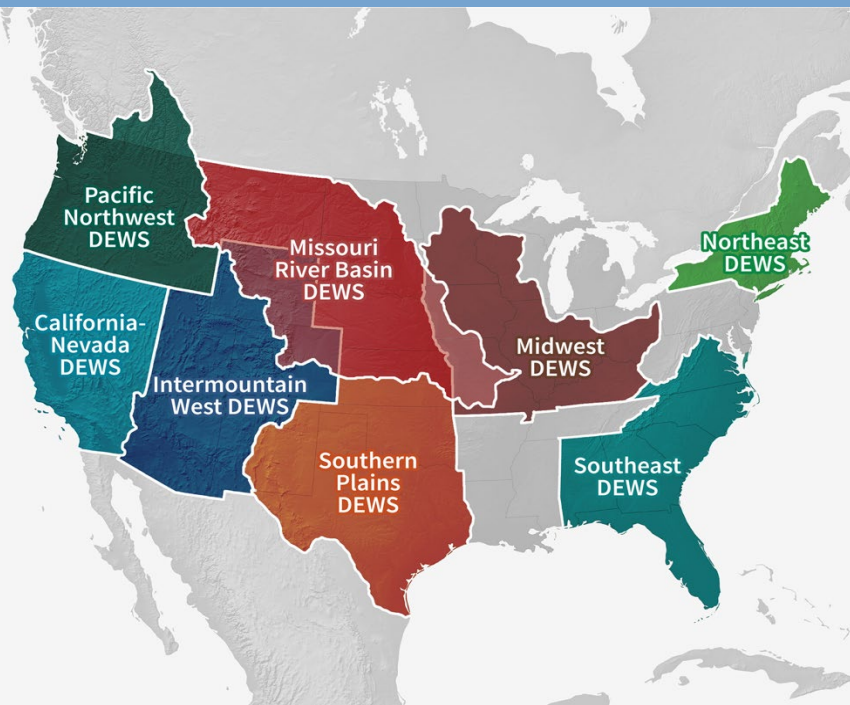 Pacific
Northwest
DEWS
Missouri
River Basin
DEWS
Northeast
DEWS
California-
Nevada
DEWS
Midwest
DEWS
Intermountain
West DEWS
Southern
Plains
DEWS
Southeast
DEWS